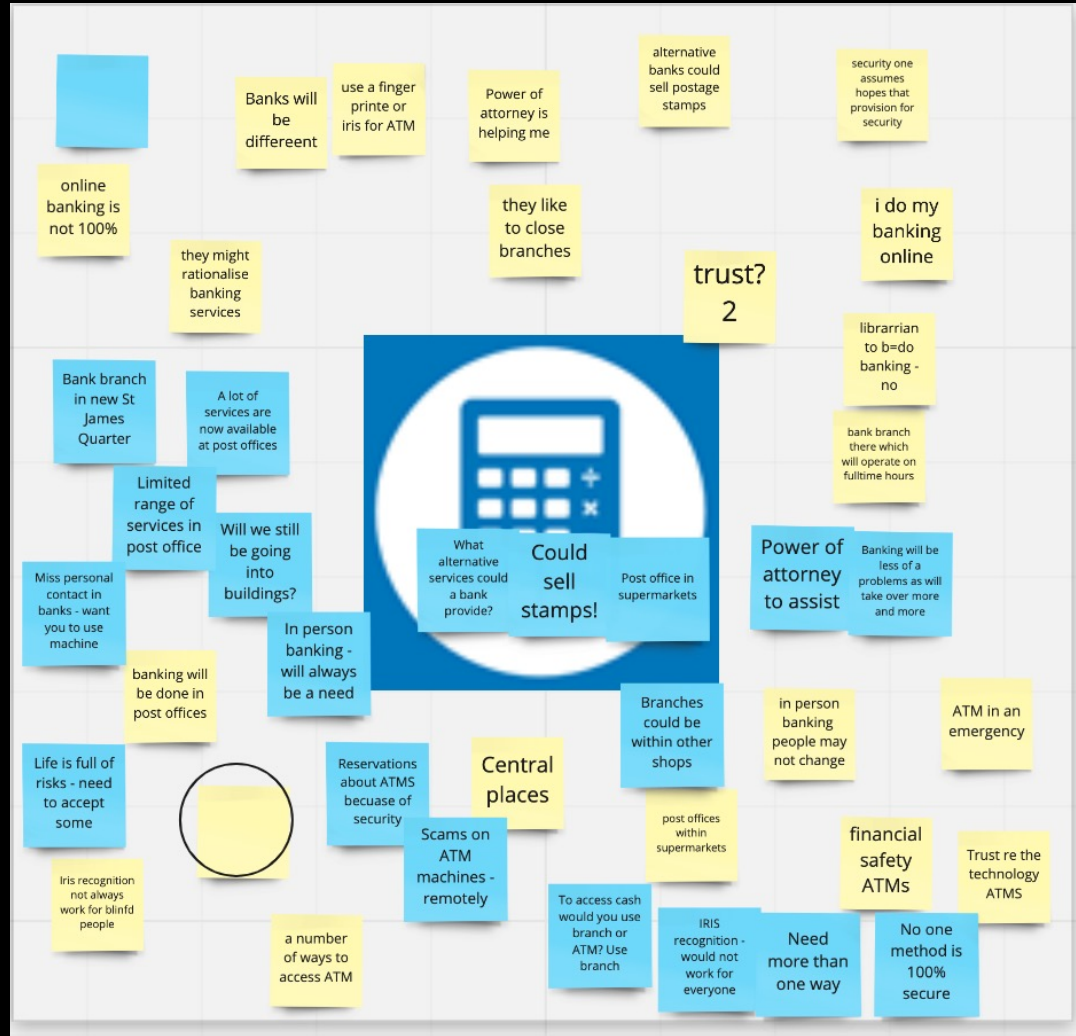 alternative
banks could
sell postage
stamps
security one
assumes
hopes that
provision for
security
Banks will
be
differeent
use a finger
printe or
iris for ATM
Power of
attorney is
helping me
online
banking is
not 100%
they like
to close
branches
i do my
banking
online
they might
rationalise
banking
services
trust?
2
librarrian
to b=do
banking -
no
Bank branch
in new St
James
Quarter
A lot of
services are
now available
at post offices
bank branch
there which
will operate on
fulltime hours
Limited
range of
services in
post office
Will we still
be going
into
buildings?
What
alternative
services could
a bank
provide?
Could
sell
stamps!
Post office in
supermarkets
Power of
attorney
to assist
Banking will be
less of a
problems as will
take over more
and more
Miss personal
contact in
banks - want
you to use
machine
In person
banking -
will always
be a need
banking will
be done in
post offices
Branches
could be
within other
shops
in person
banking
people may
not change
ATM in an
emergency
Life is full of
risks - need
to accept
some
Reservations
about ATMS
becuase of
security
Central
places
post offices
within
supermarkets
Scams on
ATM
machines -
remotely
financial
safety
ATMs
Trust re the
technology
ATMS
Iris recognition
not always
work for blinfd
people
a number
of ways to
access ATM
To access cash
would you use
branch or
ATM? Use
branch
IRIS
recognition -
would not
work for
everyone
Need
more than
one way
No one
method is
100%
secure